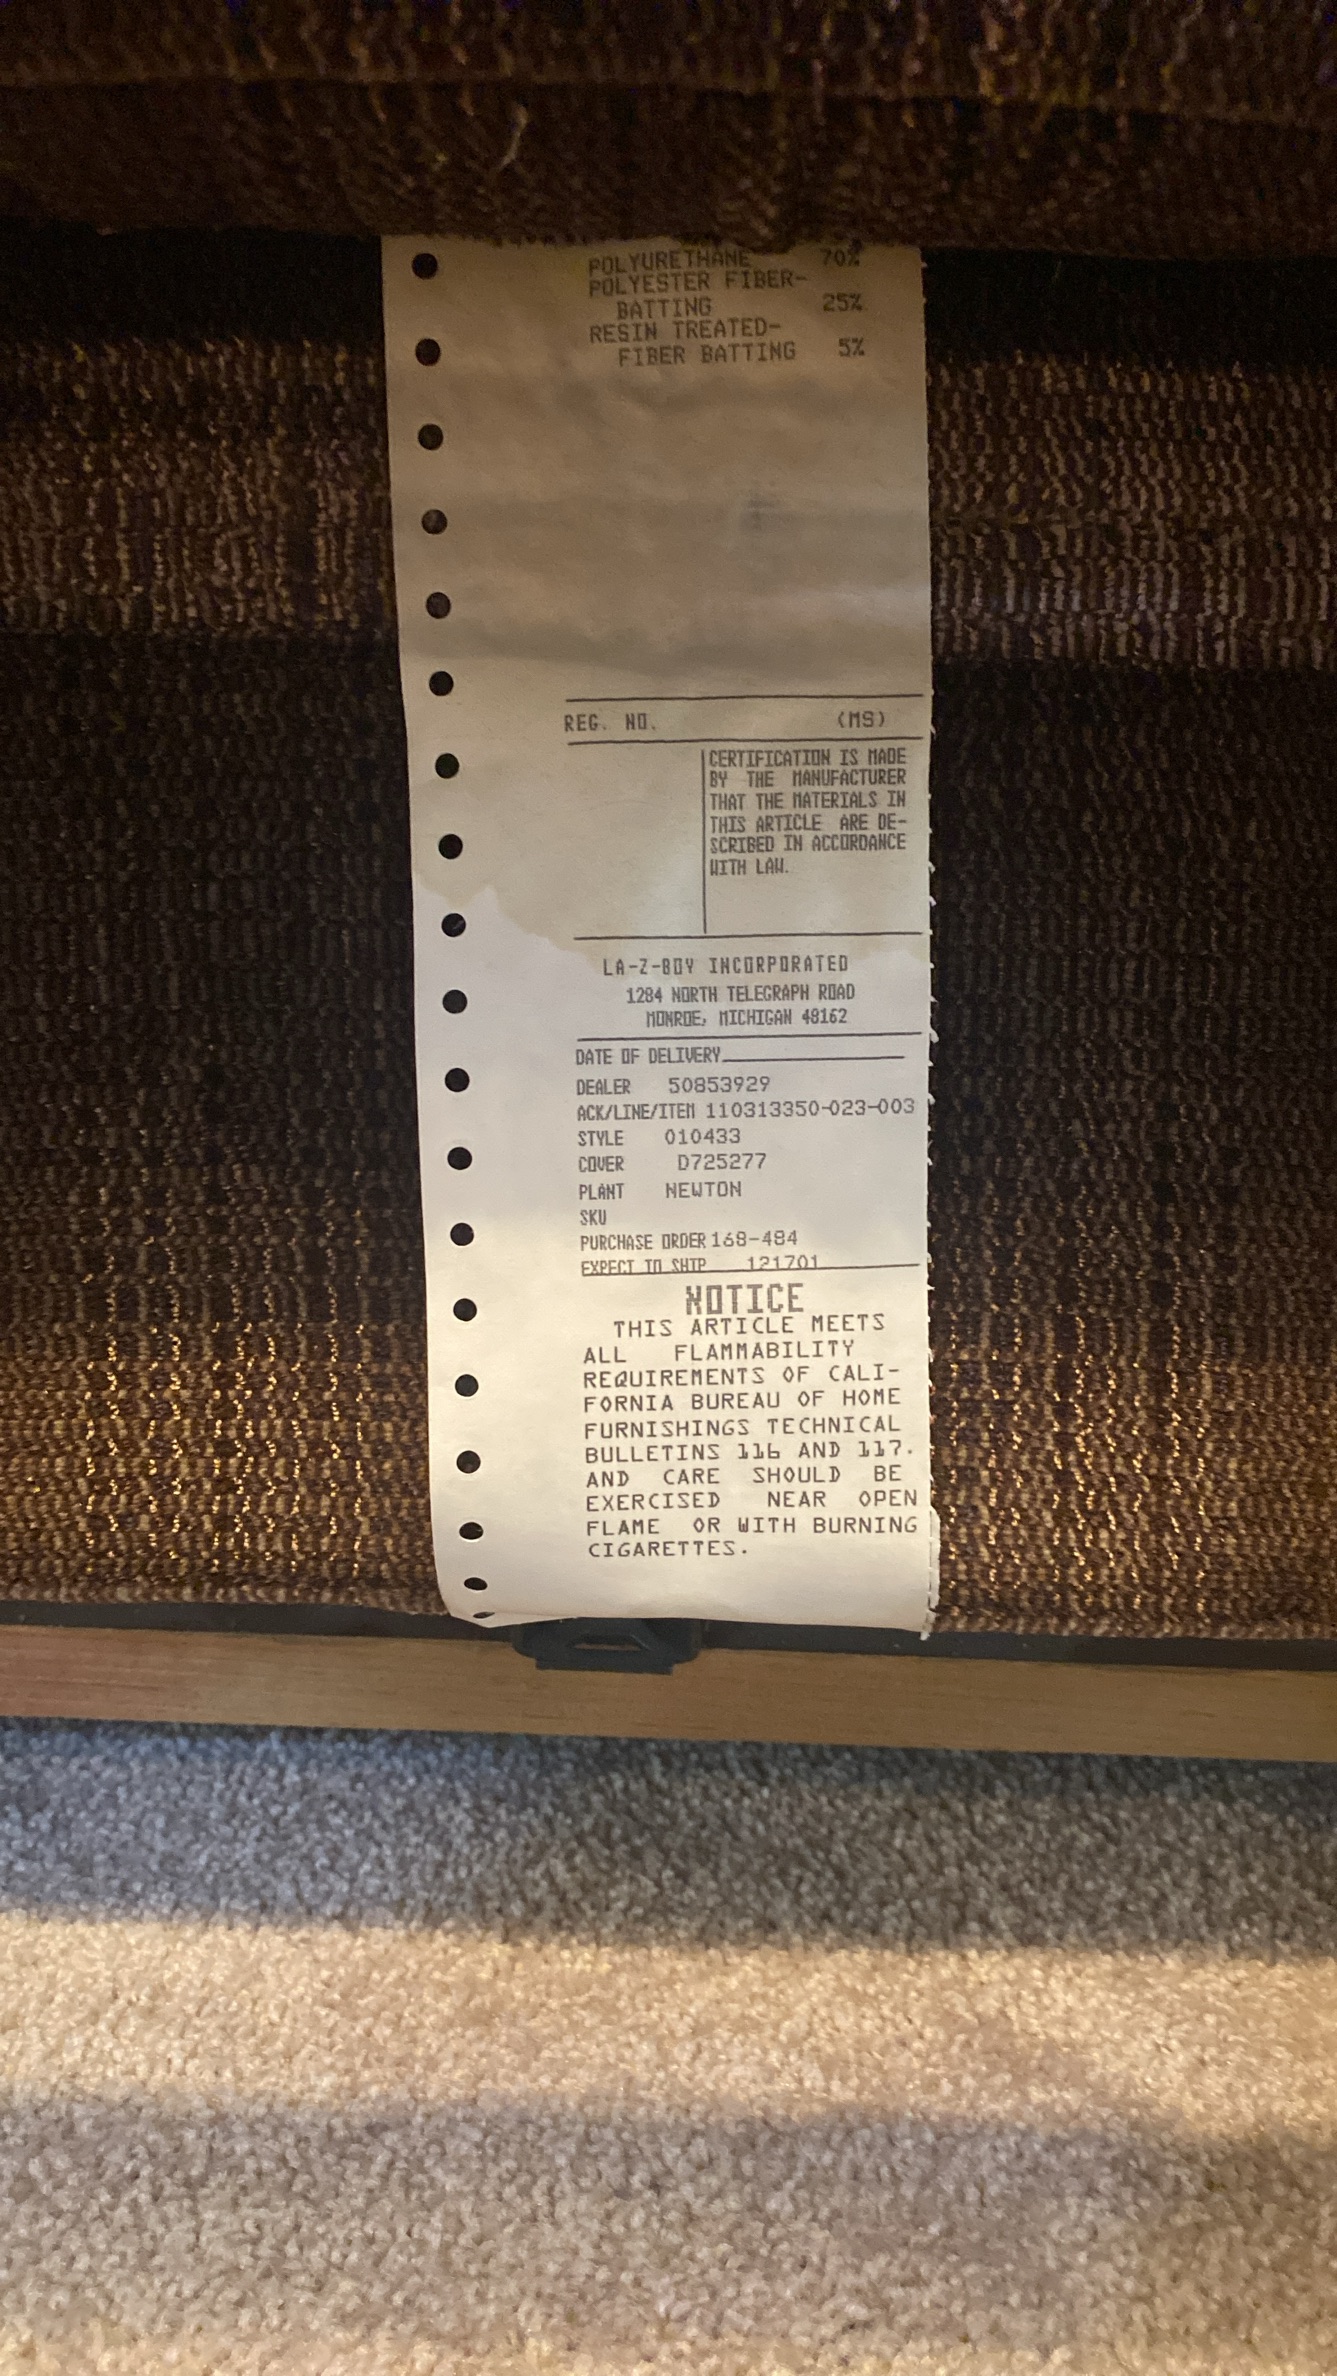 POLYURETHANE 70%
POLYESTER FIBER-
BATTING 25%
RESIN TREATED-
FIBER BATTING 5%
REG. NO. (MS)
CERTIFICATION IS MADE
BY THE MANUFACTURER
THAT THE MATERIALS IN
THIS ARTICLE ARE DE-
SCRIBED IN ACCORDANCE
WITH LAW.
LA-Z-BOY INCORPORATED
1284 NORTH TELEGRAPH ROAD
MONROE, MICHIGAN 48162
DATE OF DELIVERY
DEALER 50853929
ACK/LINE/ITEM 110313350-023-003
STYLE 010433
COVER D725277
PLANT NEWTON
SKU
PURCHASE ORDER 168-484
EXPECT TO SHIP 121701
NOTICE
THIS ARTICLE MEETS
ALL FLAMMABILITY
REQUIREMENTS OF CALI-
FORNIA BUREAU OF HOME
FURNISHINGS TECHNICAL
BULLETINS 116 AND 117.
AND CARE SHOULD BE
EXERCISED NEAR OPEN
FLAME OR WITH BURNING
CIGARETTES.